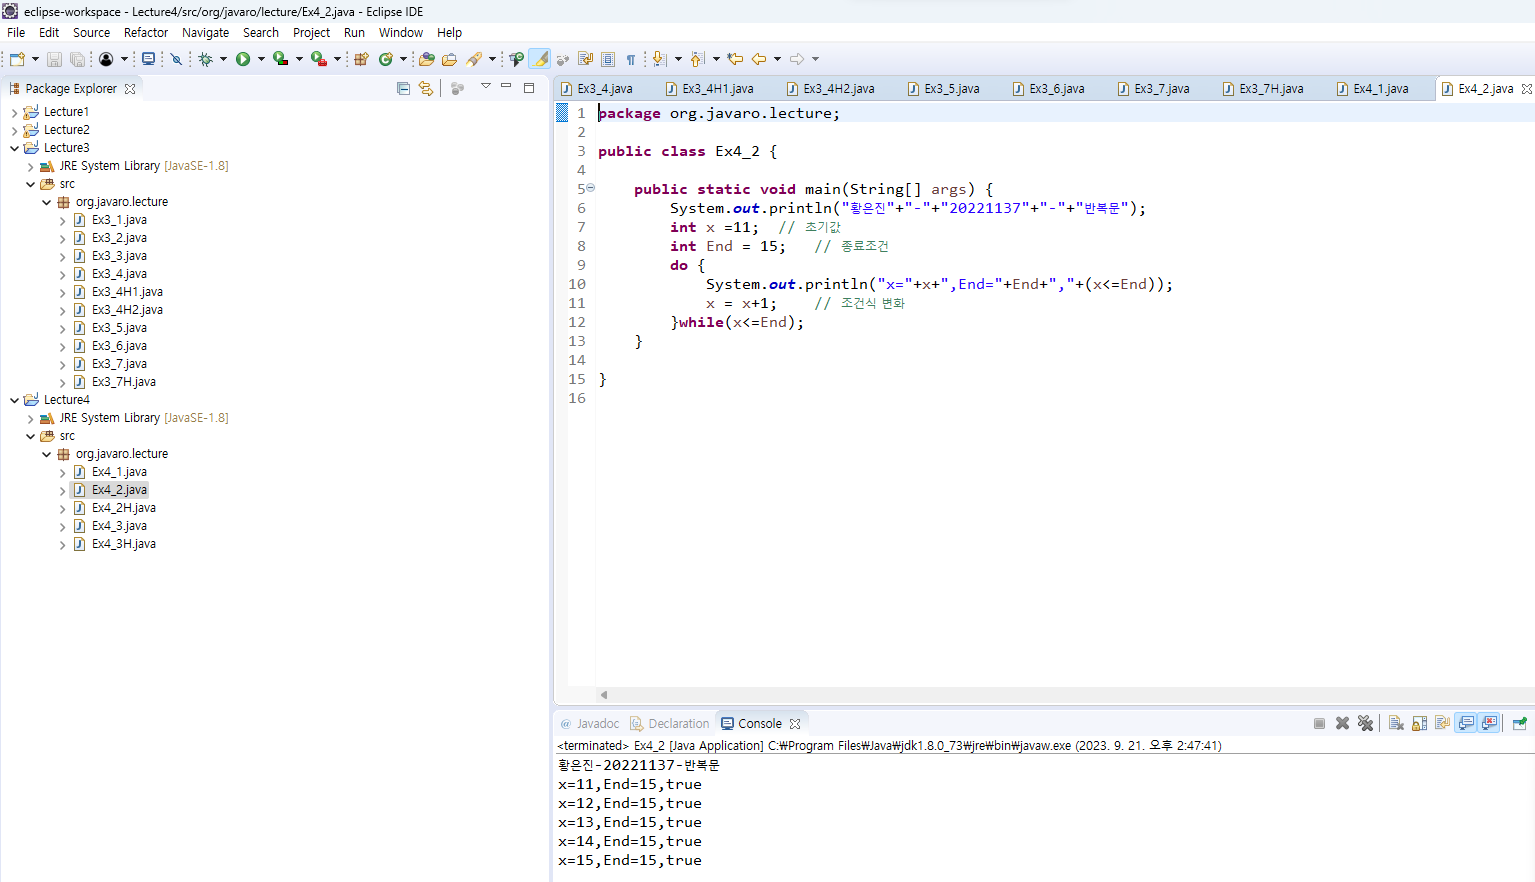 eclipse-workspace - Lecture4/src/org/javaro/lecture/Ex4_2.java - Eclipse IDE
File Edit Source Refactor Navigate Search Project Run Window Help
Package Explorer
Lecture1
Lecture2
Lecture3
JRE System Library [JavaSE-1.8]
src
org.javaro.lecture
Ex3_1.java
Ex3_2.java
Ex3_3.java
Ex3_4.java
Ex3_4H1.java
Ex3_4H2.java
Ex3_5.java
Ex3_6.java
Ex3_7.java
Ex3_7H.java
Lecture4
JRE System Library [JavaSE-1.8]
src
org.javaro.lecture
Ex4_1.java
Ex4_2.java
Ex4_2H.java
Ex4_3.java
Ex4_3H.java
Ex3_4.java Ex3_4H1.java Ex3_4H2.java Ex3_5.java Ex3_6.java Ex3_7.java Ex3_7H.java Ex4_1.java Ex4_2.java
1 package org.javaro.lecture;
2
3 public class Ex4_2 {
4
5 public static void main(String[] args) {
6 System.out.println("황은진"+"-"+"20221137"+"-"+"반복문");
7 int x =11; // 초기값
8 int End = 15; // 종료조건
9 do {
10 System.out.println("x="+x+",End="+End+","+(x<=End));
11 x = x+1; // 조건식 변화
12 }while(x<=End);
13 }
14
15 }
16
@ Javadoc Declaration Console
<terminated> Ex4_2 [Java Application] C:₩Program Files₩Java₩jdk1.8.0_73₩jre₩bin₩javaw.exe (2023. 9. 21. 오후 2:47:41)
황은진-20221137-반복문
x=11,End=15,true
x=12,End=15,true
x=13,End=15,true
x=14,End=15,true
x=15,End=15,true